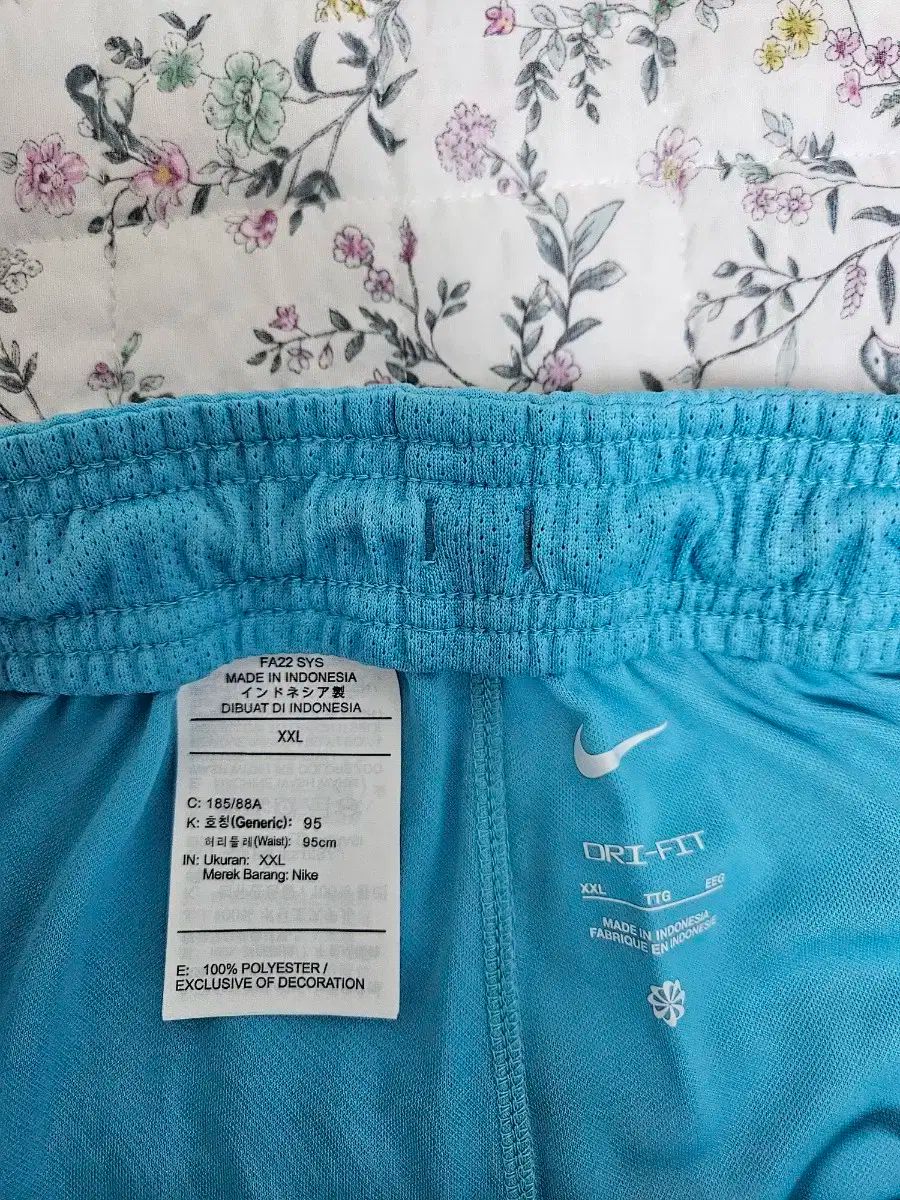 FA22 SYS
MADE IN INDONESIA
インドネシア製
DIBUAT DI INDONESIA
XXL
C: 185/88A
K: 호칭(Generic): 95
허리둘레(Waist): 95cm
IN: Ukuran: XXL
Merek Barang: Nike
E: 100% POLYESTER /
EXCLUSIVE OF DECORATION
DRI-FIT
XXL TTG EEG
MADE IN INDONESIA
FABRIQUE EN INDONESIE